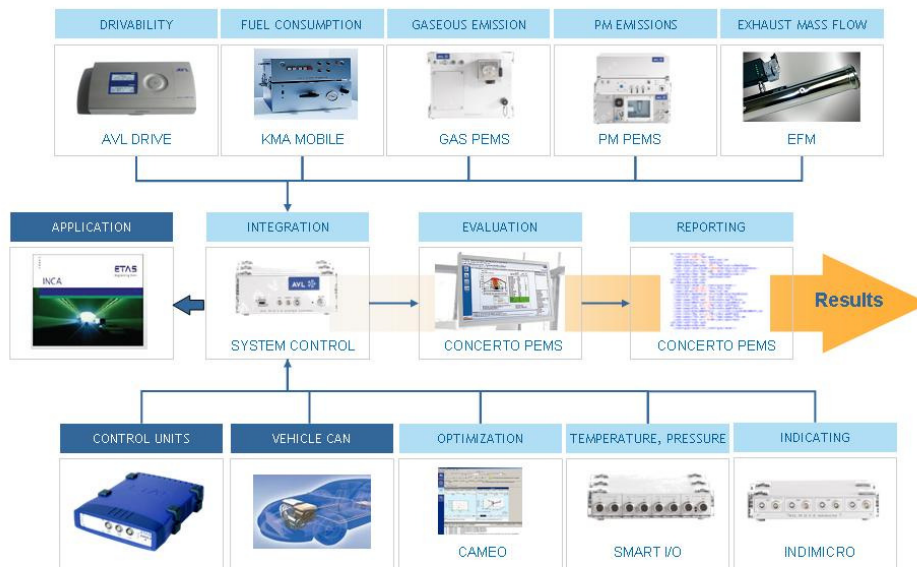 DRIVABILITY
FUEL CONSUMPTION
GASEOUS EMISSION
PM EMISSIONS
EXHAUST MASS FLOW
AVL DRIVE
KMA MOBILE
GAS PEMS
PM PEMS
EFM
APPLICATION
INTEGRATION
EVALUATION
REPORTING
ETAS
INCA
AVL
Results
SYSTEM CONTROL
CONCERTO PEMS
CONCERTO PEMS
CONTROL UNITS
VEHICLE CAN
OPTIMIZATION
TEMPERATURE, PRESSURE
INDICATING
CAMEO
SMART I/O
INDIMICRO